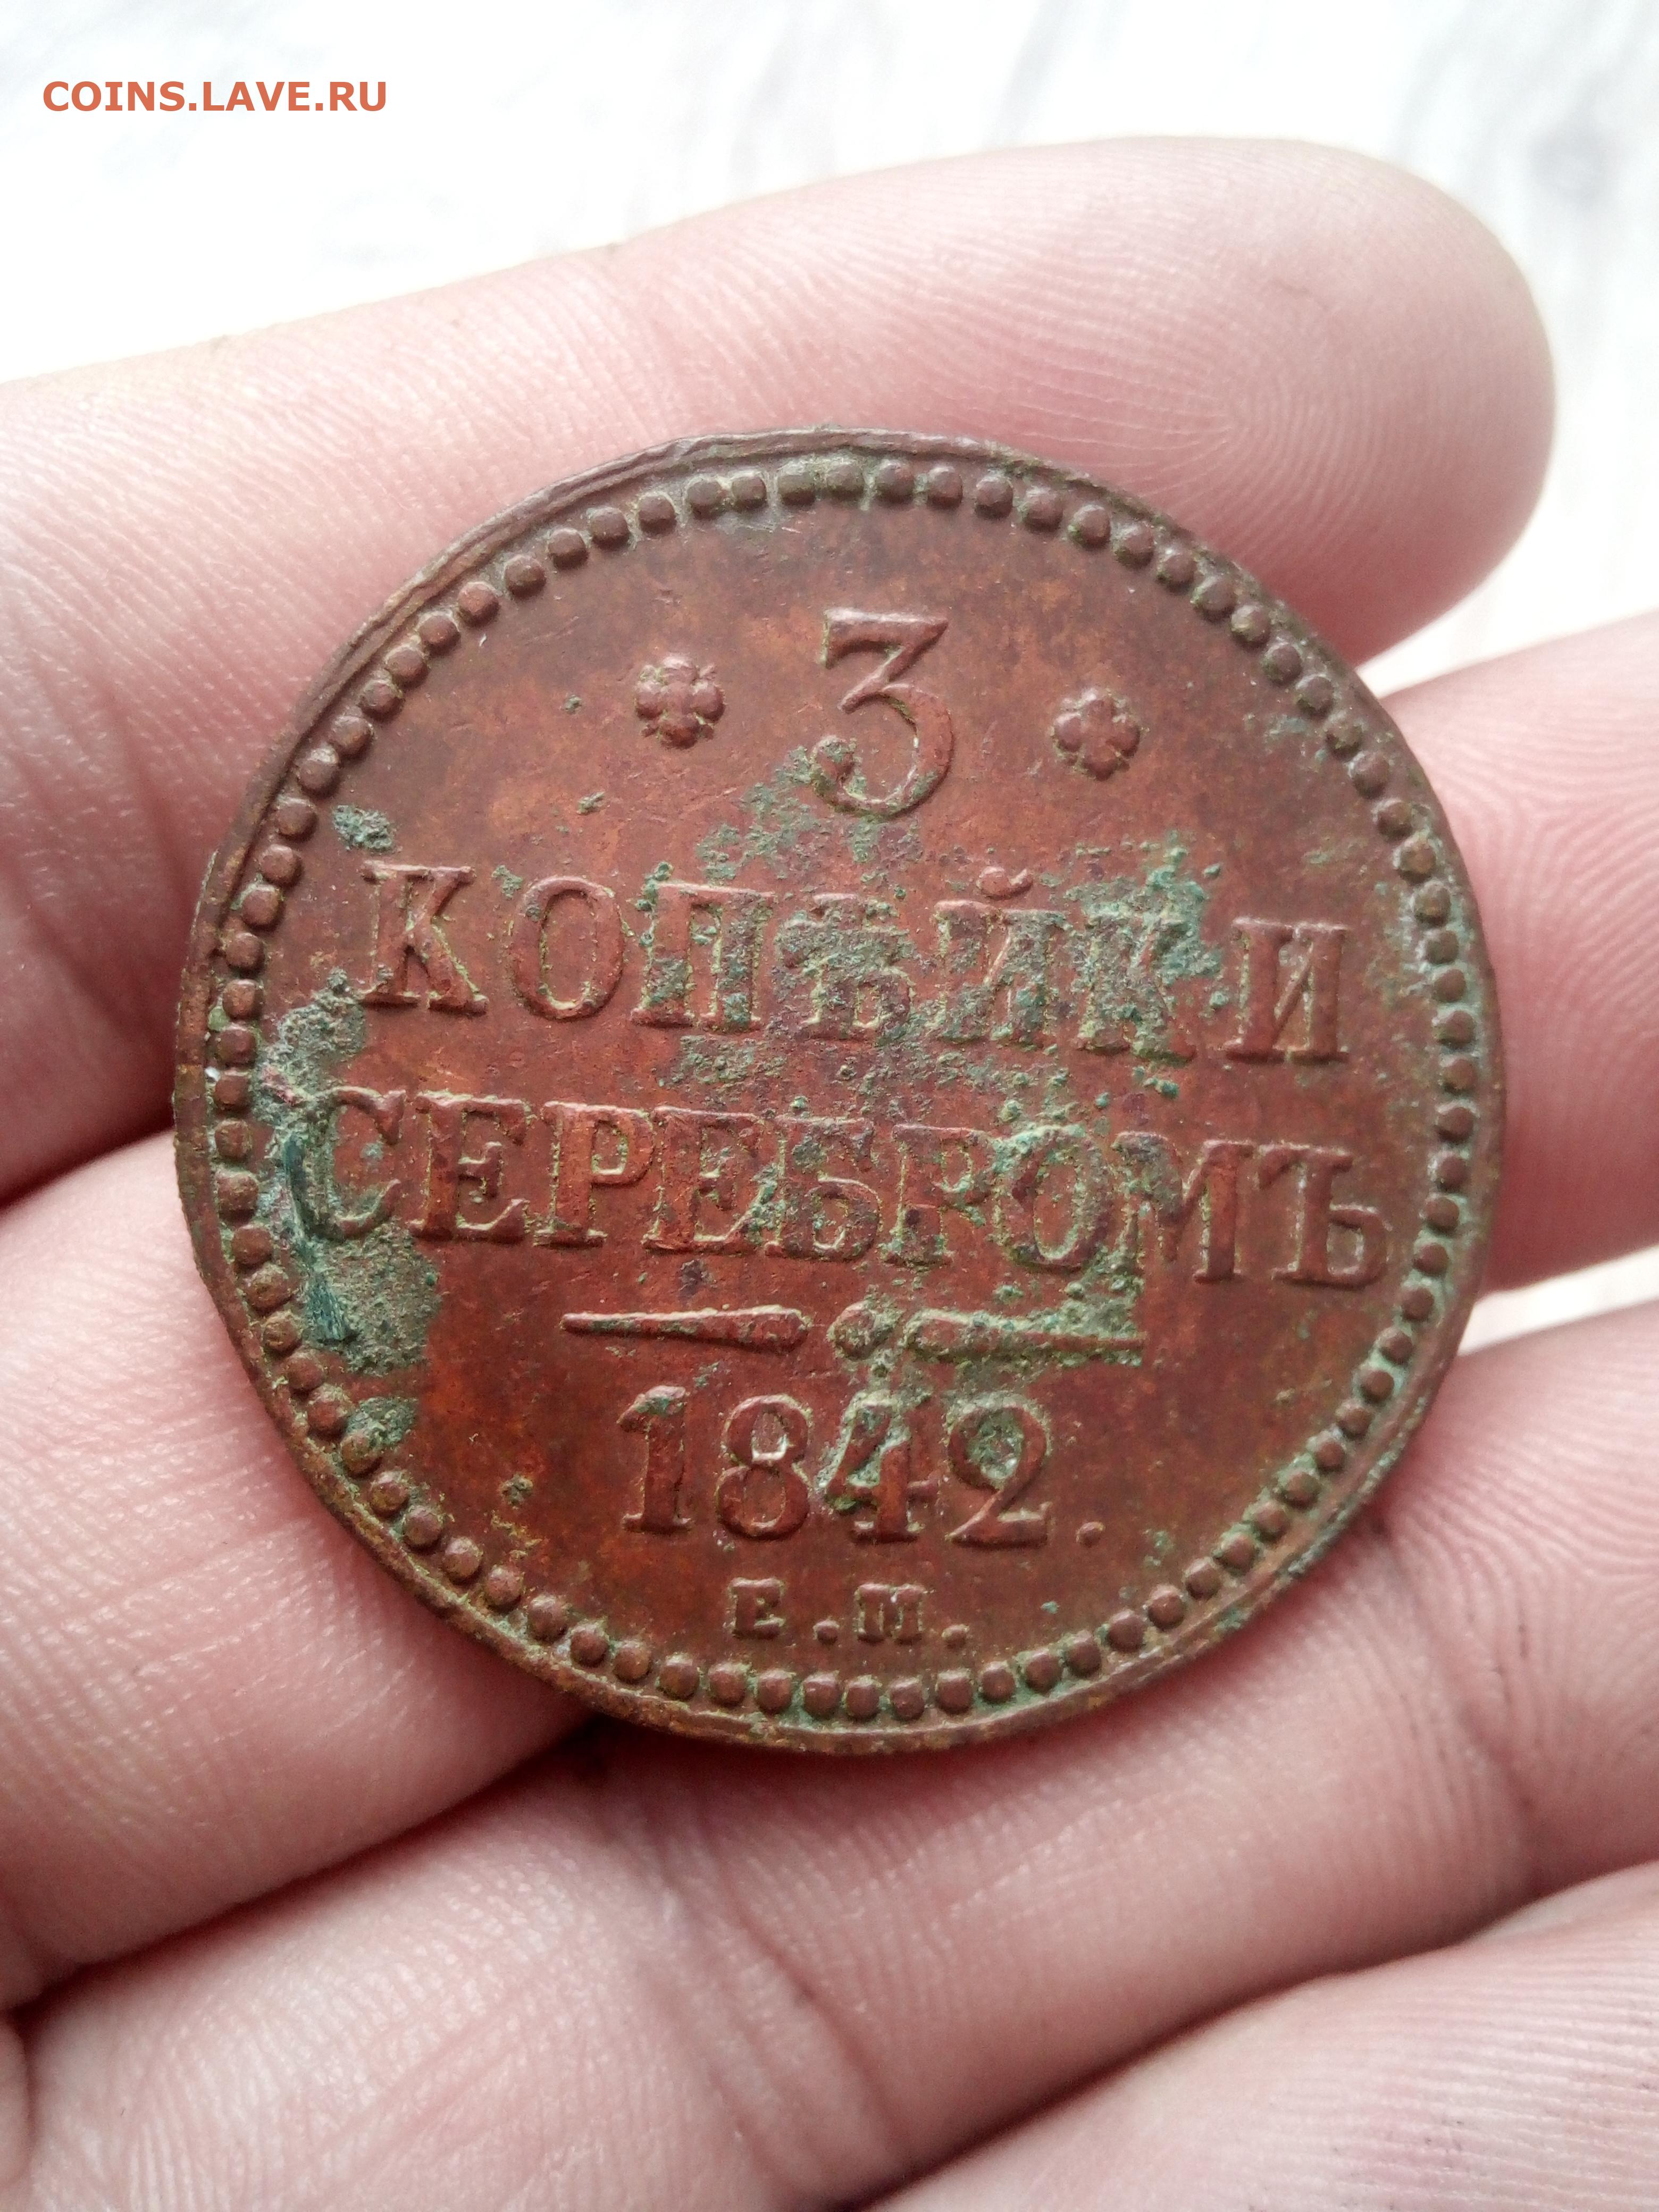 COINS.LAVE.RU
3
КОПѢЙКИ
СЕРЕБРОМЪ
1842.
Е.М.